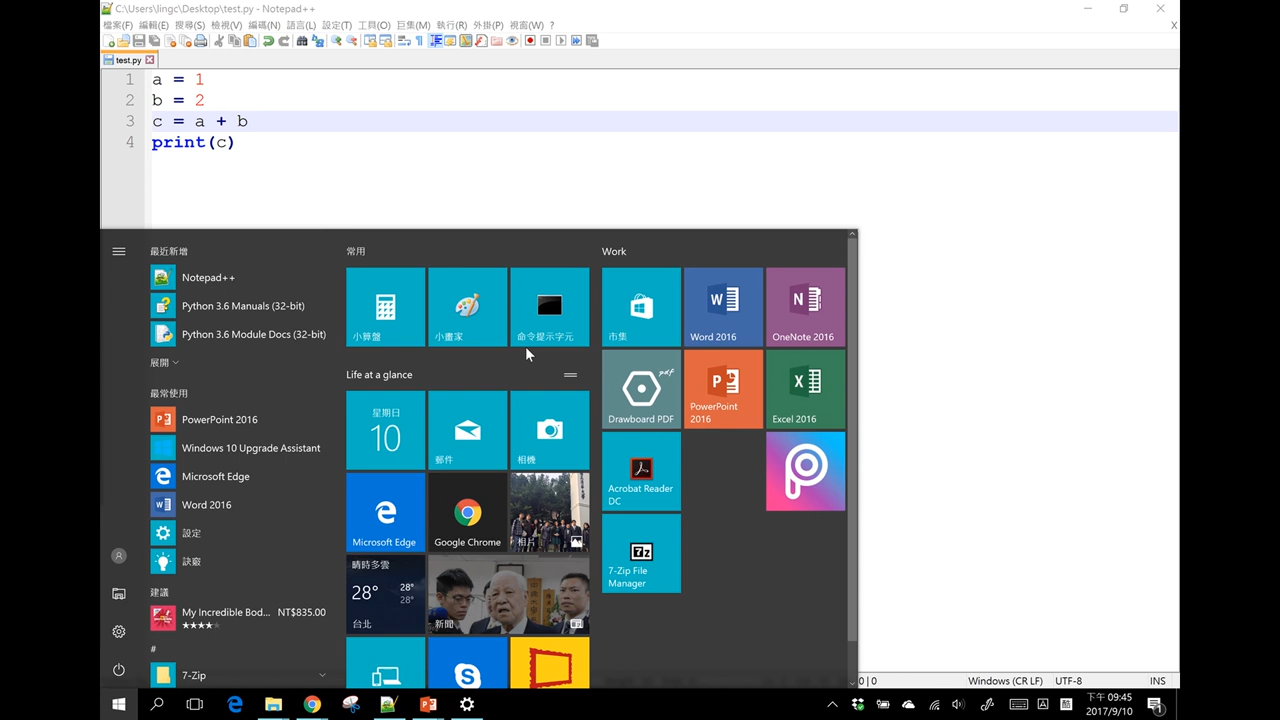 C:\Users\lingc\Desktop\test.py - Notepad++
檔案(F) 編輯(E) 搜尋(S) 檢視(V) 編碼(N) 語言(L) 設定(T) 工具(O) 巨集(M) 執行(R) 外掛(P) 視窗(W) ? X
test.py
1 a = 1
2 b = 2
3 c = a + b
4 print(c)
最近新增
Notepad++
Python 3.6 Manuals (32-bit)
Python 3.6 Module Docs (32-bit)
展開
最常使用
PowerPoint 2016
Windows 10 Upgrade Assistant
Microsoft Edge
Word 2016
設定
訣竅
建議
My Incredible Bod... NT$835.00
#
7-Zip
常用
小算盤
小畫家
命令提示字元
Life at a glance
星期日
10
郵件
相機
Microsoft Edge
Google Chrome
相片
晴時多雲
28° 28°
28°
台北
新聞
Work
市集
Word 2016
OneNote 2016
Drawboard PDF
PowerPoint
2016
Excel 2016
Acrobat Reader
DC
7-Zip File
Manager
0 | 0 Windows (CR LF) UTF-8 INS
下午 09:45
2017/9/10